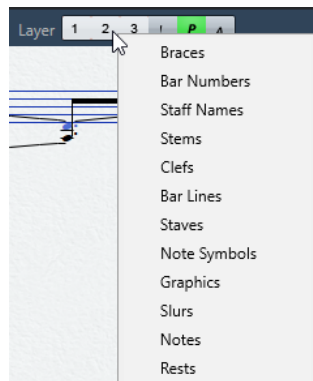 Layer 1 2 3 ! P A
Braces
Bar Numbers
Staff Names
Stems
Clefs
Bar Lines
Staves
Note Symbols
Graphics
Slurs
Notes
Rests